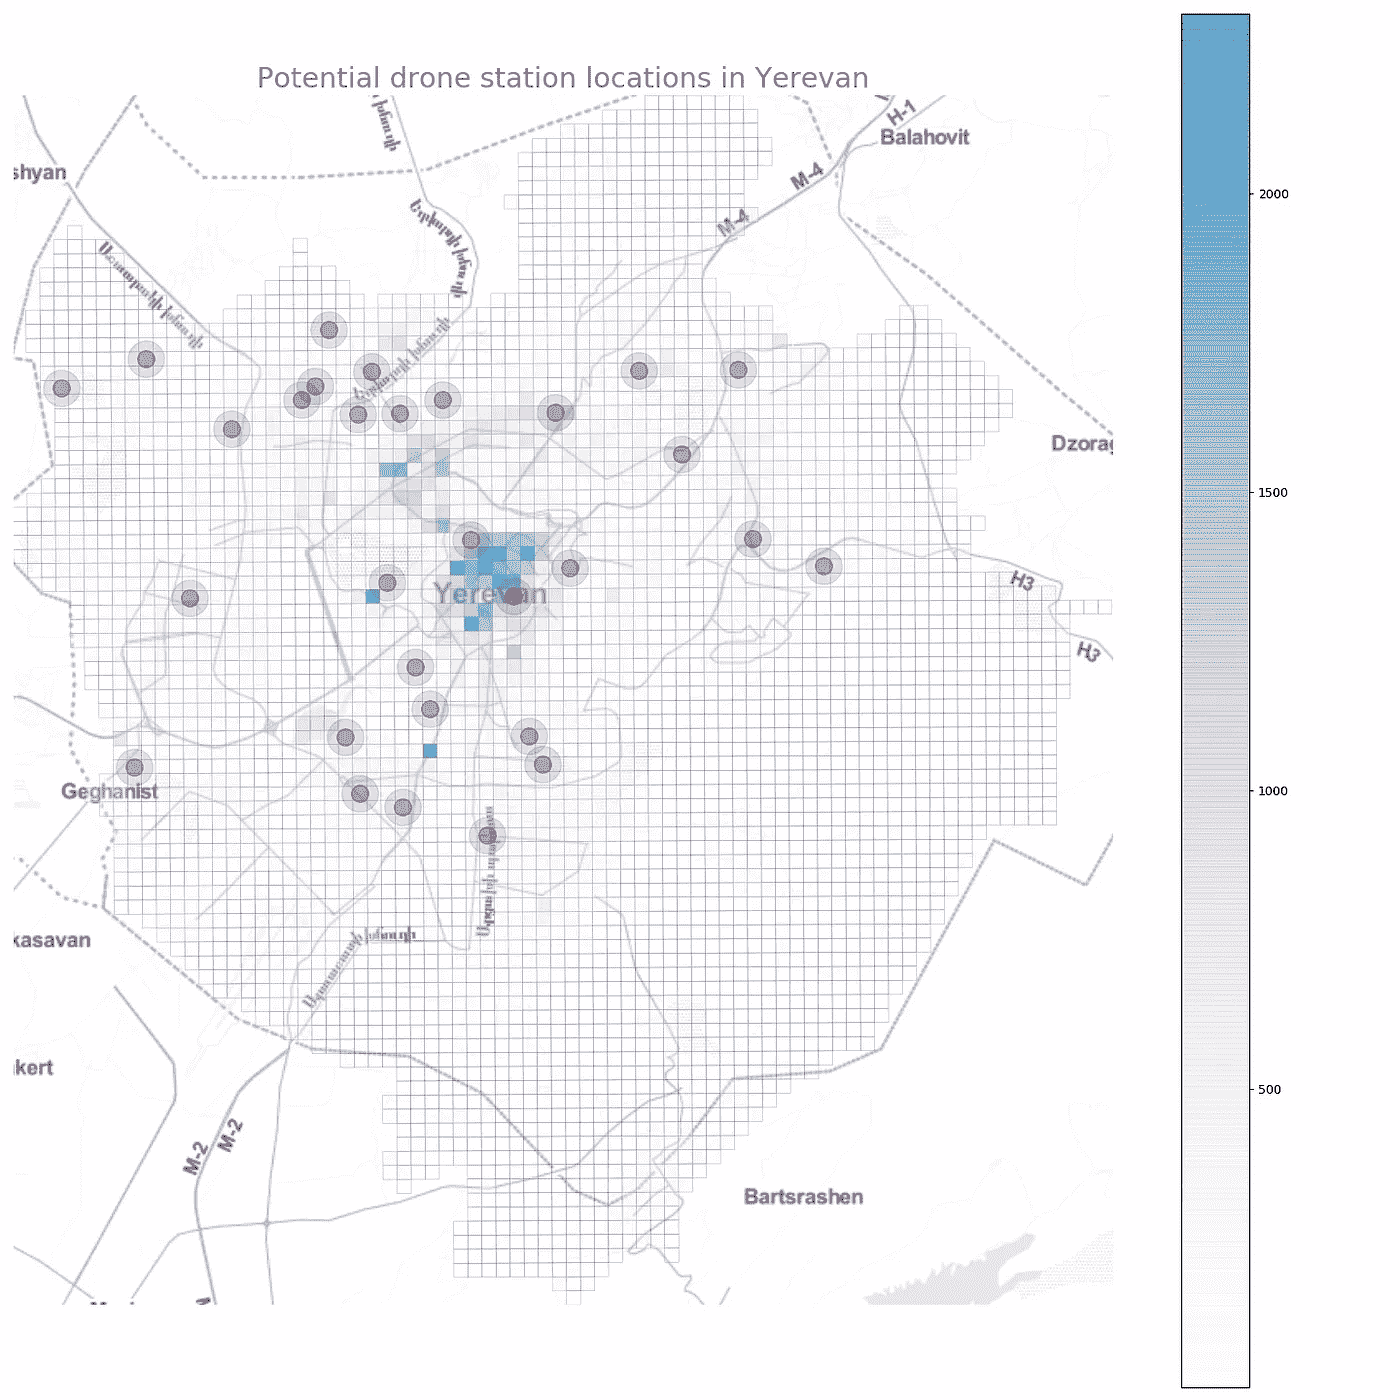 Potential drone station locations in Yerevan
H-1
Balahovit
shyan
M-4
M-4
2000
Dzorag
1500
H3
Yerevan
H3
1000
Geghanist
kasavan
kert
500
M-2
M-2
Bartsrashen